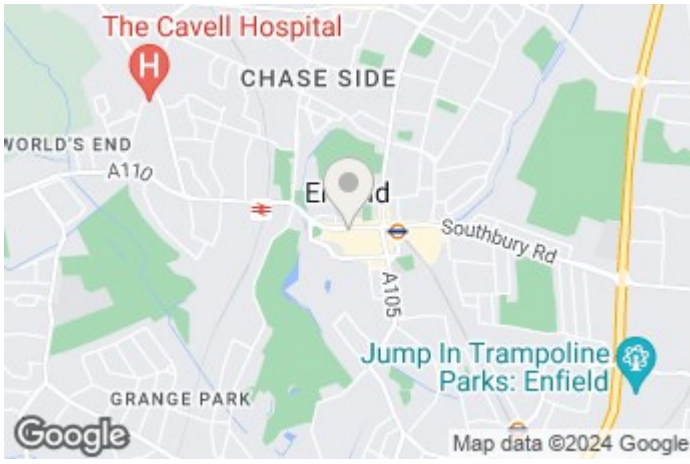 The Cavell Hospital
H
CHASE SIDE
WORLD'S END
A110
Southbury Rd
A105
Jump In Trampoline
Parks: Enfield
GRANGE PARK
Google
Map data ©2024 Google